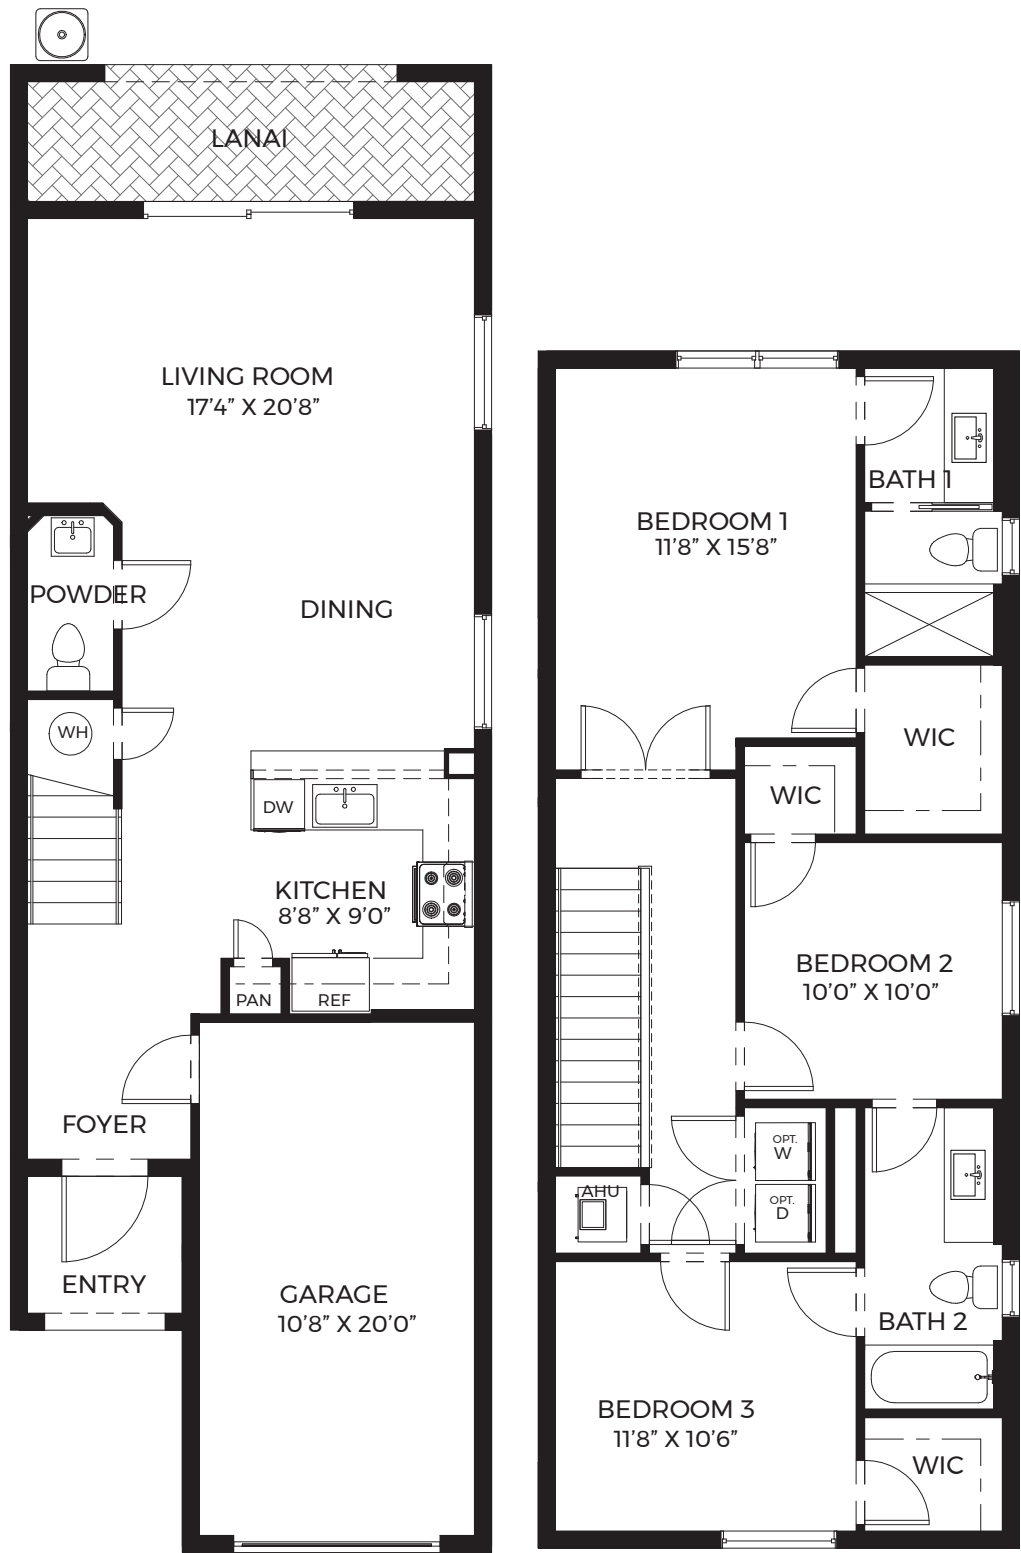 LANAI
LIVING ROOM
17'4” X 20'8”
POWDER
DINING
WH
DW
KITCHEN
8'8” X 9'0”
PAN
REF
FOYER
ENTRY
GARAGE
10'8” X 20'0”
BATH 1
BEDROOM 1
11'8” X 15'8”
WIC
WIC
BEDROOM 2
10'0” X 10'0”
OPT.
W
AHU
OPT.
D
BATH 2
BEDROOM 3
11'8” X 10'6”
WIC